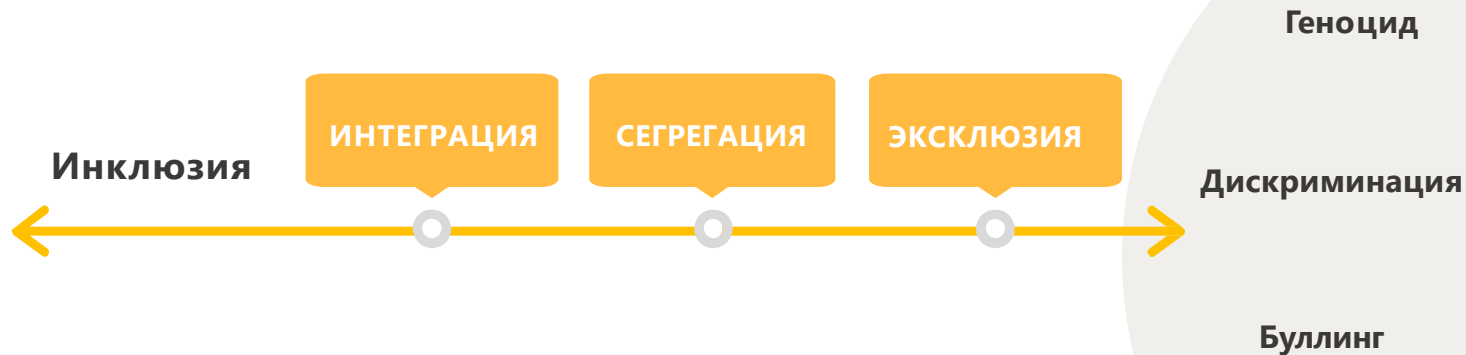 Геноцид
ИНТЕГРАЦИЯ
СЕГРЕГАЦИЯ
ЭКСКЛЮЗИЯ
Инклюзия
Дискриминация
Буллинг